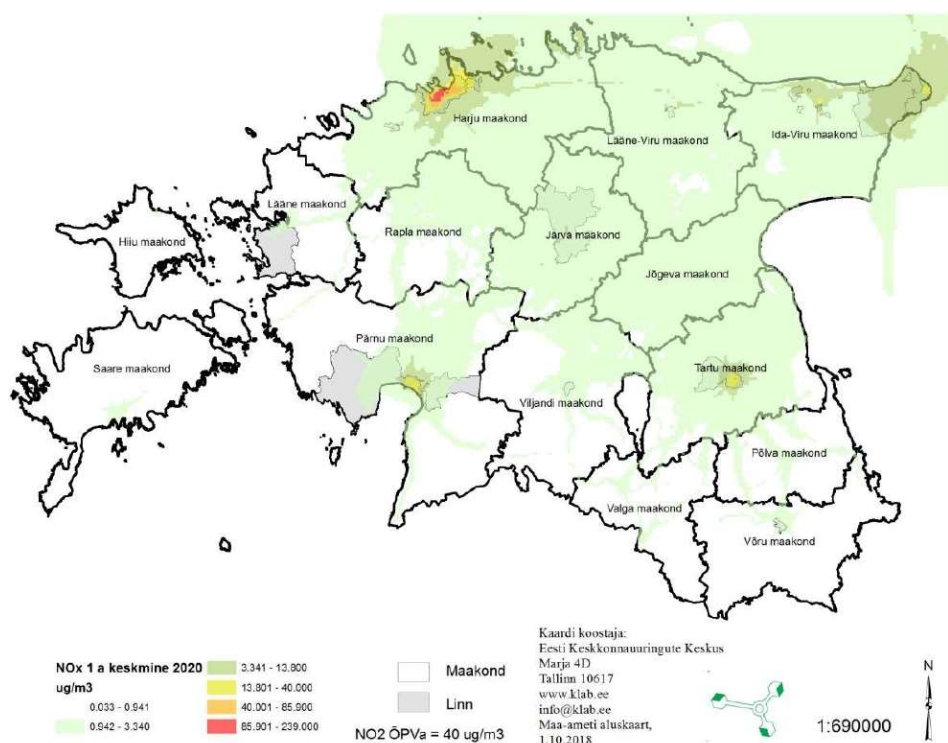 Harju maakond
Lääne-Viru maakond
Ida-Viru maakond
Lääne maakond
Hiiu maakond
Rapla maakond
Järva maakond
Jõgeva maakond
Pärnu maakond
Saare maakond
Tartu maakond
Viljandi maakond
Põlva maakond
Valga maakond
Võru maakond
NOx 1 a keskmine 2020
ug/m3
0.033 - 0.941
0.942 - 3.340
3.341 - 13.800
13.801 - 40.000
40.001 - 85.900
85.901 - 239.000
Maakond
Linn
NO2 ÕPVa = 40 ug/m3
Kaardi koostaja:
Eesti Keskkonnauuringute Keskus
Marja 4D
Tallinn 10617
www.klab.ee
info@klab.ee
Maa-ameti aluskaart,
1.10.2018
N
1:690000